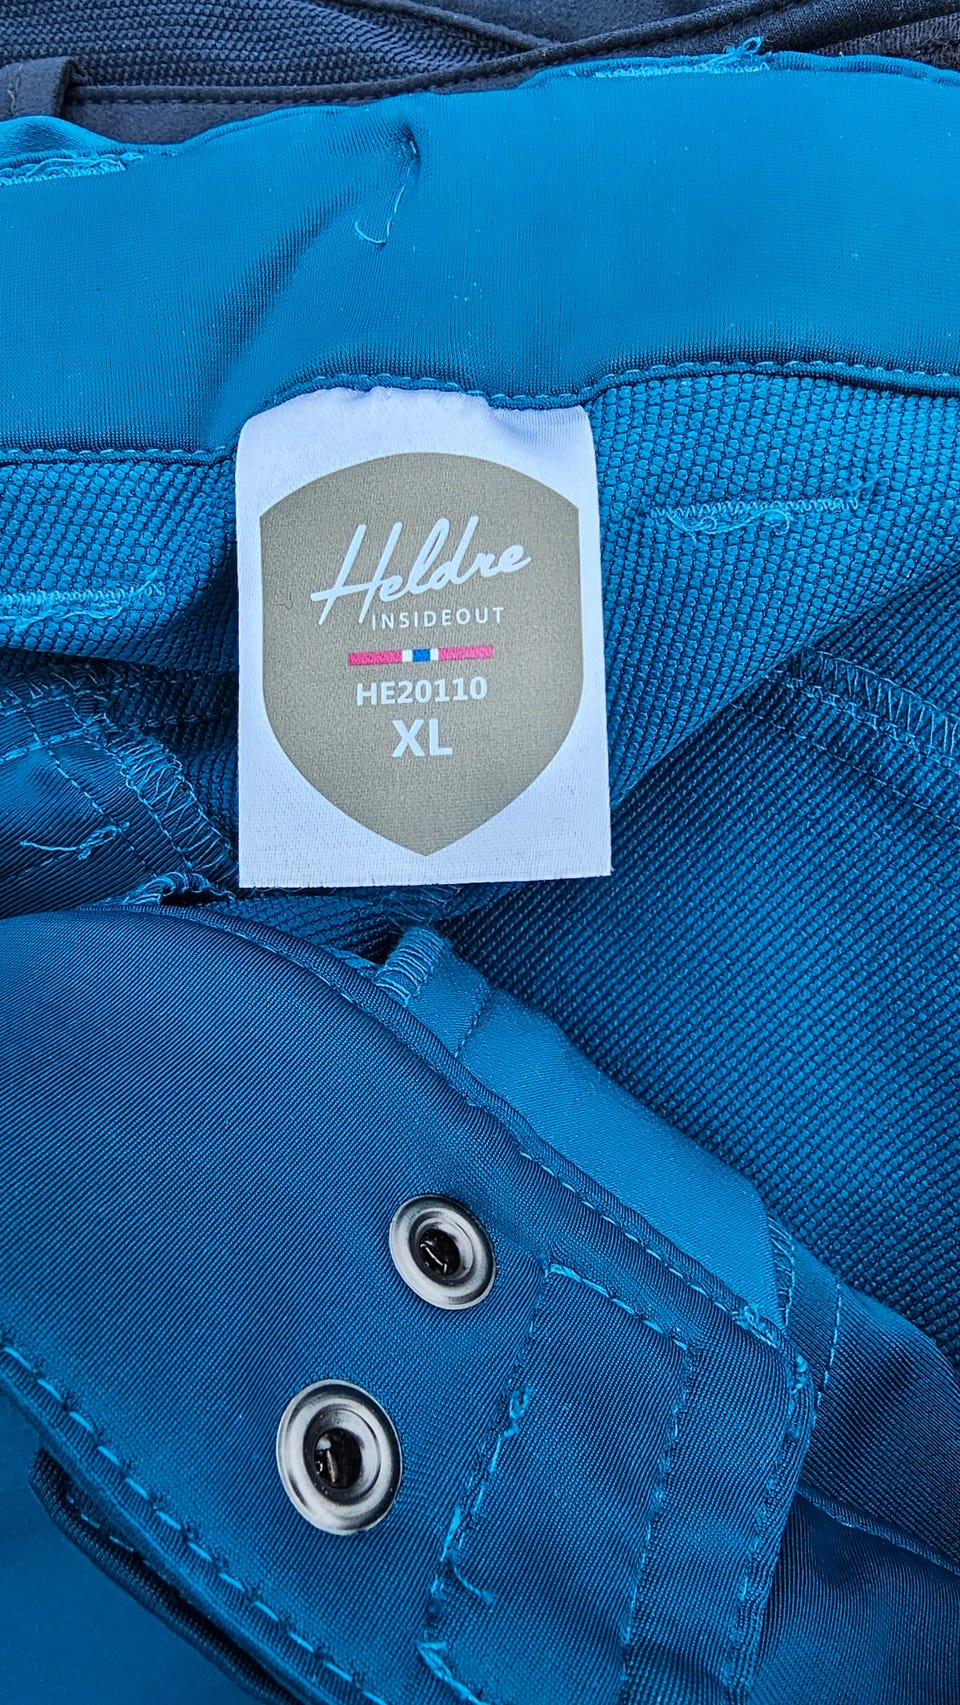 Heldre
INSIDEOUT
HE20110
XL